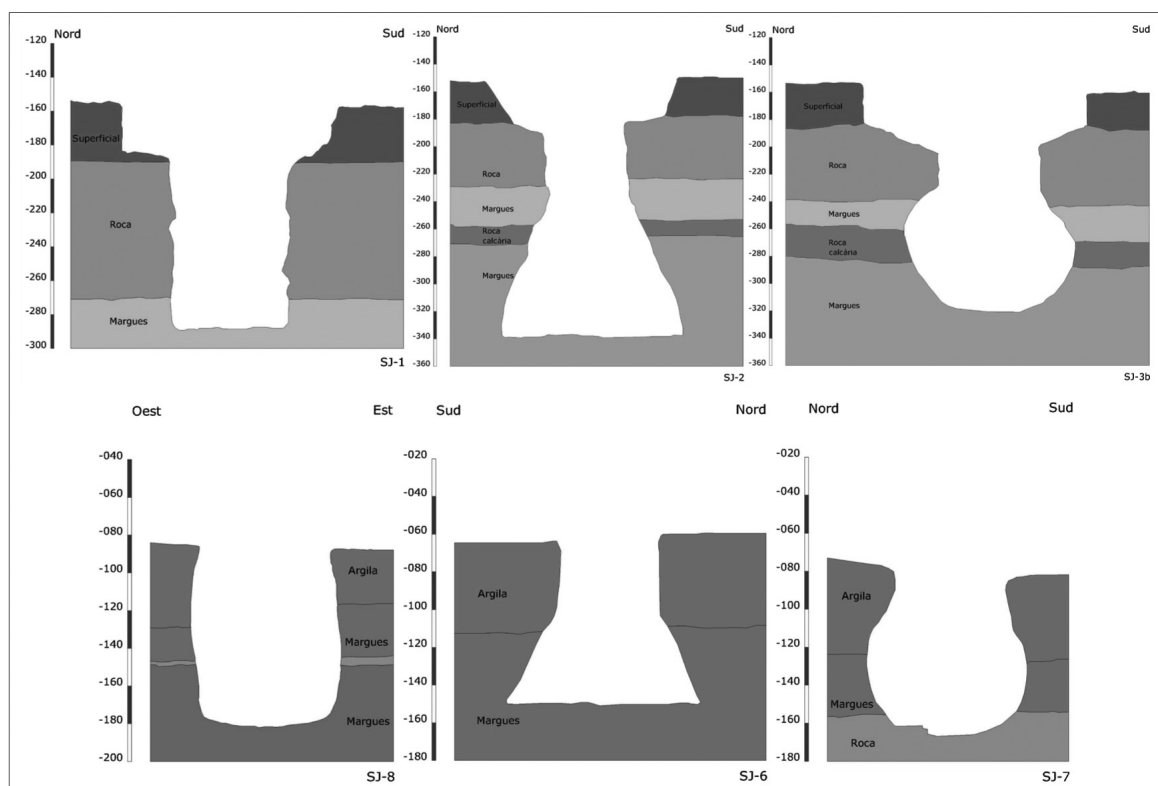 Nord Sud
-120
-140
-160
-180
-200
-220
-240
-260
-280
-300
Superficial
Roca
Margues
SJ-1
Nord Sud
-120
-140
-160
-180
-200
-220
-240
-260
-280
-300
-320
-340
-360
Superficial
Roca
Margues
Roca
calcària
Margues
SJ-2
Nord Sud
-120
-140
-160
-180
-200
-220
-240
-260
-280
-300
-320
-340
-360
Superficial
Roca
Margues
Roca
calcària
Margues
SJ-3b
Oest Est
-040
-060
-080
-100
-120
-140
-160
-180
-200
Argila
Margues
Margues
SJ-8
Sud Nord
-020
-040
-060
-080
-100
-120
-140
-160
-180
Argila
Margues
SJ-6
Nord Sud
-020
-040
-060
-080
-100
-120
-140
-160
-180
Argila
Margues
Roca
SJ-7